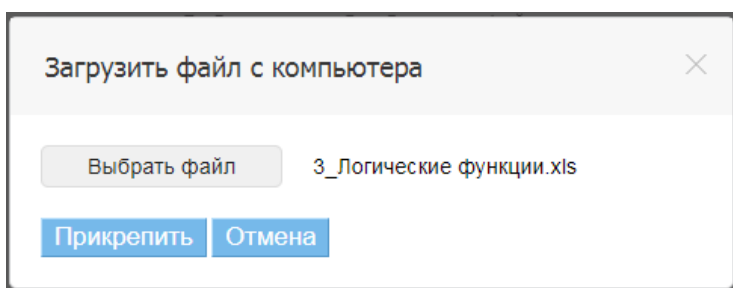 Загрузить файл с компьютера
Выбрать файл 3_Логические функции.xls
Прикрепить Отмена